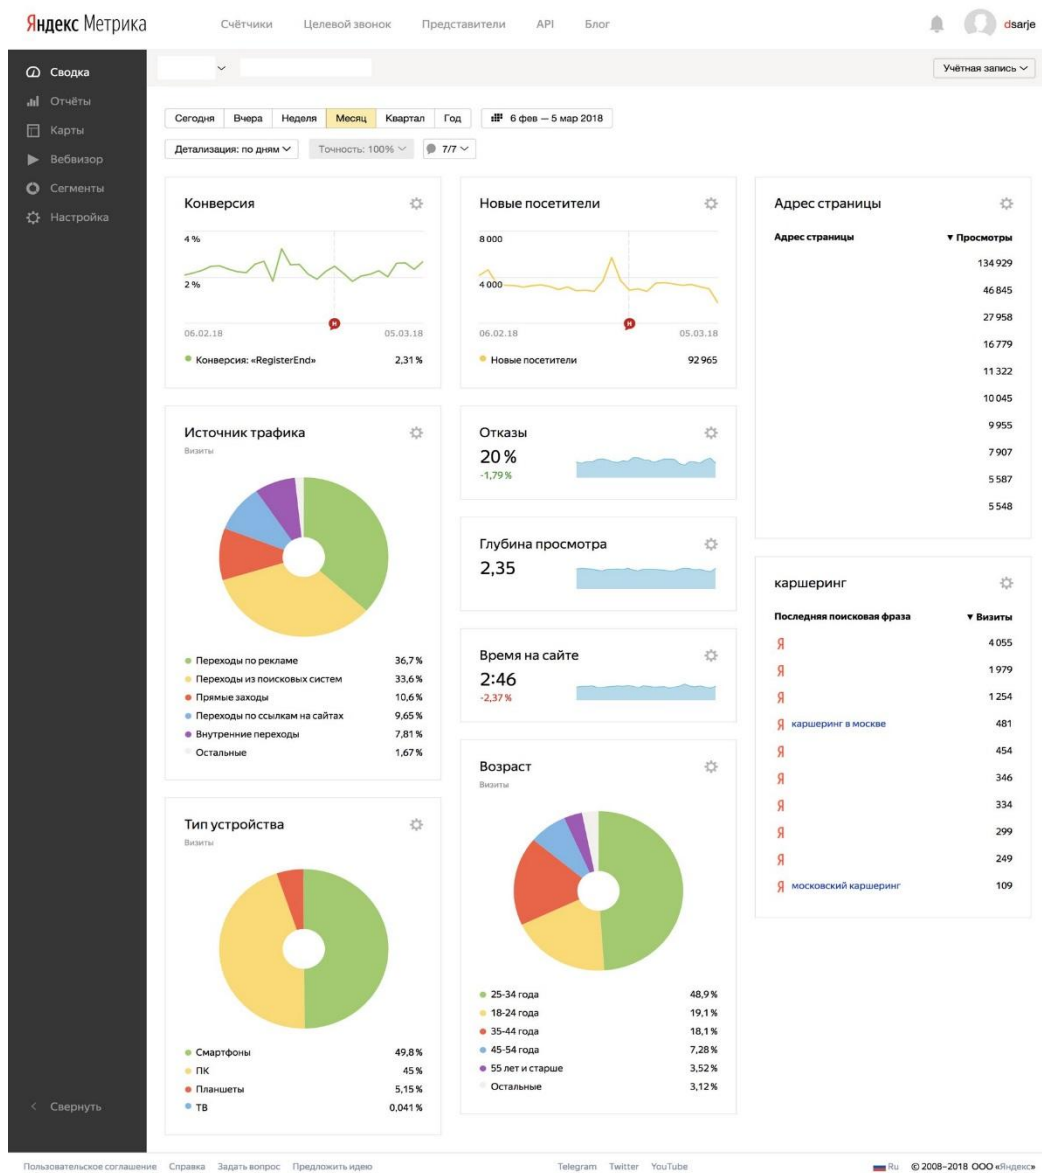 Яндекс Метрика
Счётчики Целевой звонок Представители API Блог
dsarje
Сводка
Отчёты
Карты
Вебвизор
Сегменты
Настройка
Свернуть
Учётная запись
Сегодня Вчера Неделя Месяц Квартал Год 6 фев — 5 мар 2018
Детализация: по дням Точность: 100% 7/7
Конверсия
4 %
2 %
Н
06.02.18 05.03.18
Конверсия: «RegisterEnd» 2,31 %
Новые посетители
8 000
4 000
Н
06.02.18 05.03.18
Новые посетители 92 965
Адрес страницы
Адрес страницы ▼ Просмотры
134 929
46 845
27 958
16 779
11 322
10 045
9 955
7 907
5 587
5 548
Источник трафика
Визиты
Переходы по рекламе 36,7 %
Переходы из поисковых систем 33,6 %
Прямые заходы 10,6 %
Переходы по ссылкам на сайтах 9,65 %
Внутренние переходы 7,81 %
Остальные 1,67 %
Отказы
20 %
-1,79 %
Глубина просмотра
2,35
Время на сайте
2:46
-2,37 %
каршеринг
Последняя поисковая фраза ▼ Визиты
Я 4 055
Я 1 979
Я 1 254
Я каршеринг в москве 481
Я 454
Я 346
Я 334
Я 299
Я 249
Я московский каршеринг 109
Тип устройства
Визиты
Смартфоны 49,8 %
ПК 45 %
Планшеты 5,15 %
ТВ 0,041 %
Возраст
Визиты
25-34 года 48,9 %
18-24 года 19,1 %
35-44 года 18,1 %
45-54 года 7,28 %
55 лет и старше 3,52 %
Остальные 3,12 %
Пользовательское соглашение Справка Задать вопрос Предложить идею Telegram Twitter YouTube Ru © 2008–2018 ООО «Яндекс»